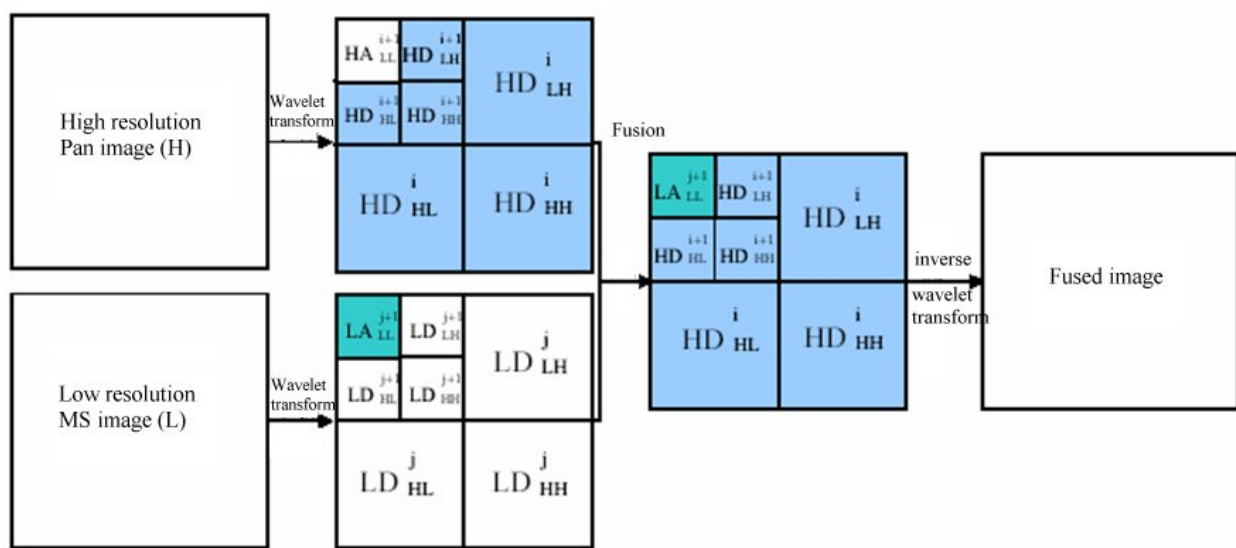 High resolution
Pan image (H)
Wavelet
transform
HA i+1 LL
HD i+1 LH
HD i LH
HD i+1 HL
HD i+1 HH
HD i HL
HD i HH
Low resolution
MS image (L)
Wavelet
transform
LA j+1 LL
LD j+1 LH
LD j LH
LD j+1 HL
LD j+1 HH
LD j HL
LD j HH
Fusion
LA j+1 LL
HD i+1 LH
HD i LH
HD i+1 HL
HD i+1 HH
HD i HL
HD i HH
inverse
wavelet
transform
Fused image